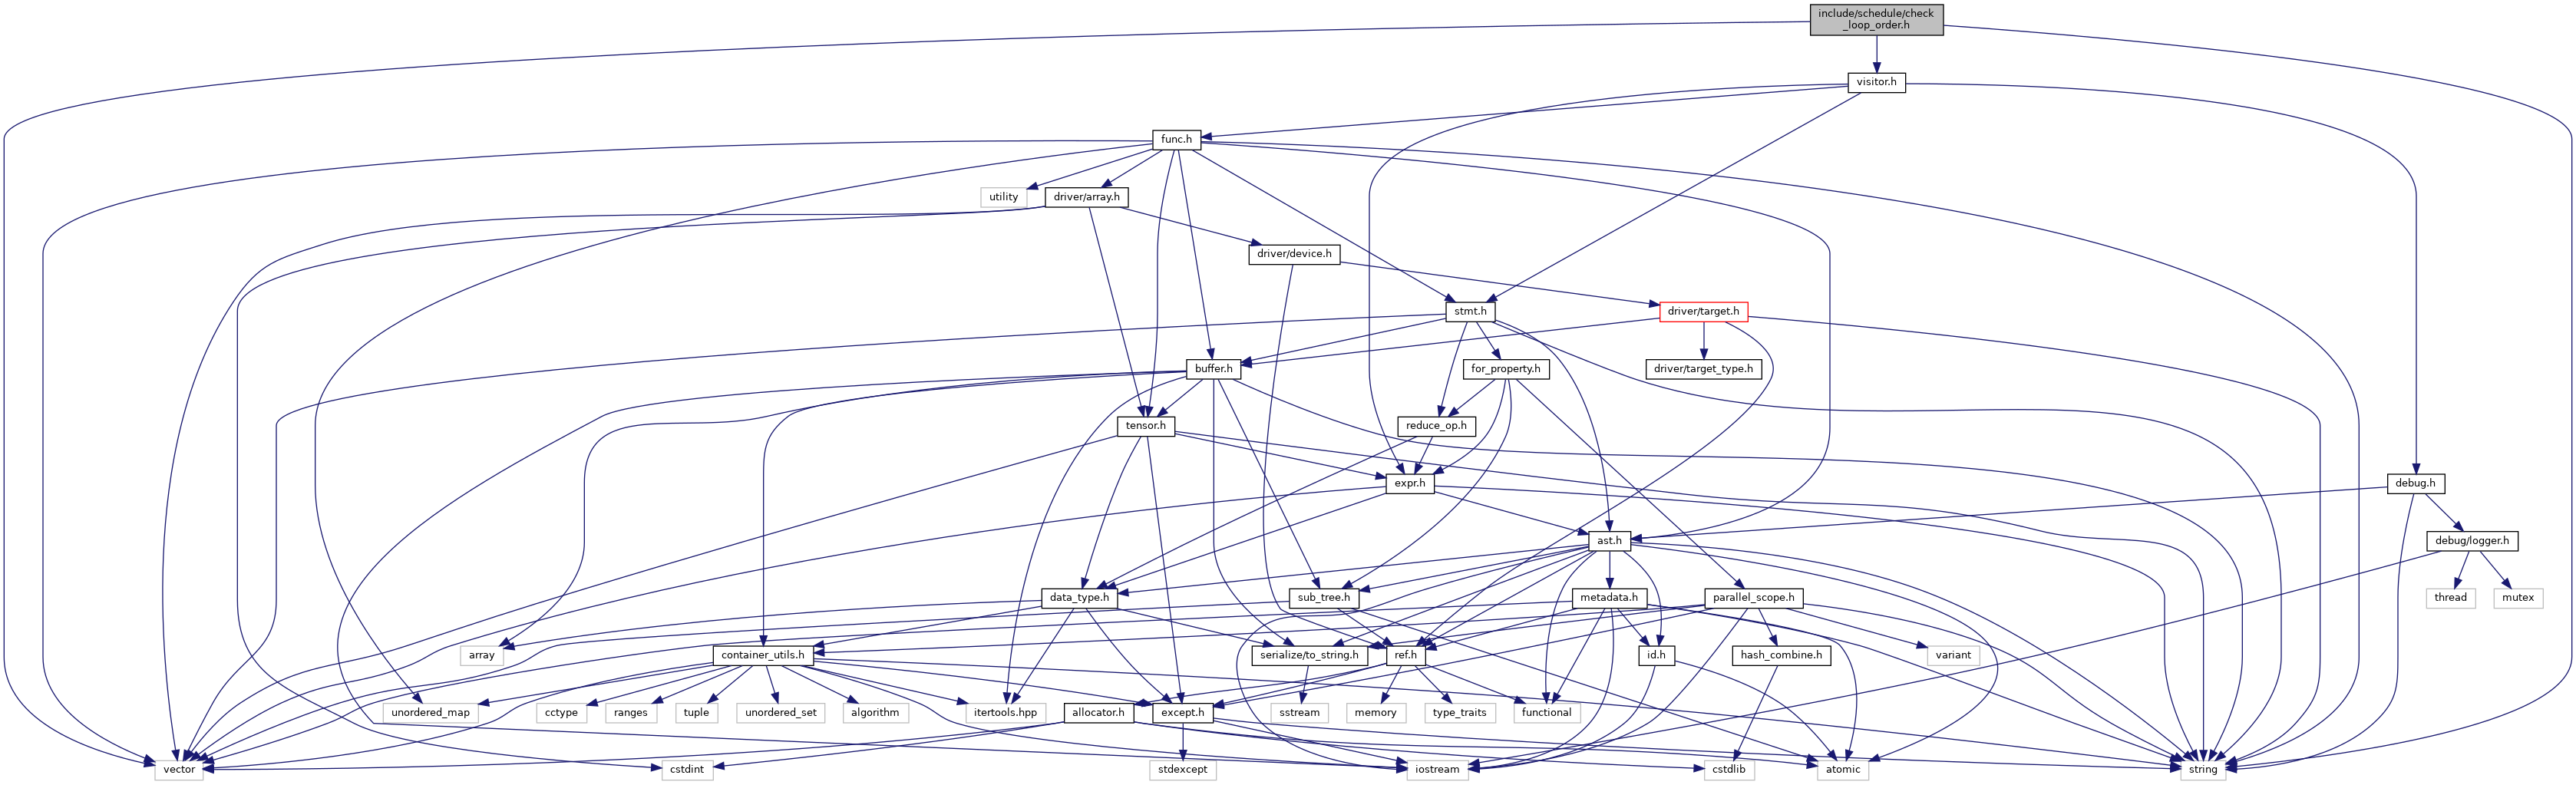 include/schedule/check
_loop_order.h
visitor.h
func.h
utility
driver/array.h
driver/device.h
stmt.h
driver/target.h
buffer.h
for_property.h
driver/target_type.h
tensor.h
reduce_op.h
expr.h
debug.h
ast.h
debug/logger.h
data_type.h
sub_tree.h
metadata.h
parallel_scope.h
thread
mutex
array
container_utils.h
serialize/to_string.h
ref.h
id.h
hash_combine.h
variant
unordered_map
cctype
ranges
tuple
unordered_set
algorithm
itertools.hpp
allocator.h
except.h
sstream
memory
type_traits
functional
vector
cstdint
stdexcept
iostream
cstdlib
atomic
string